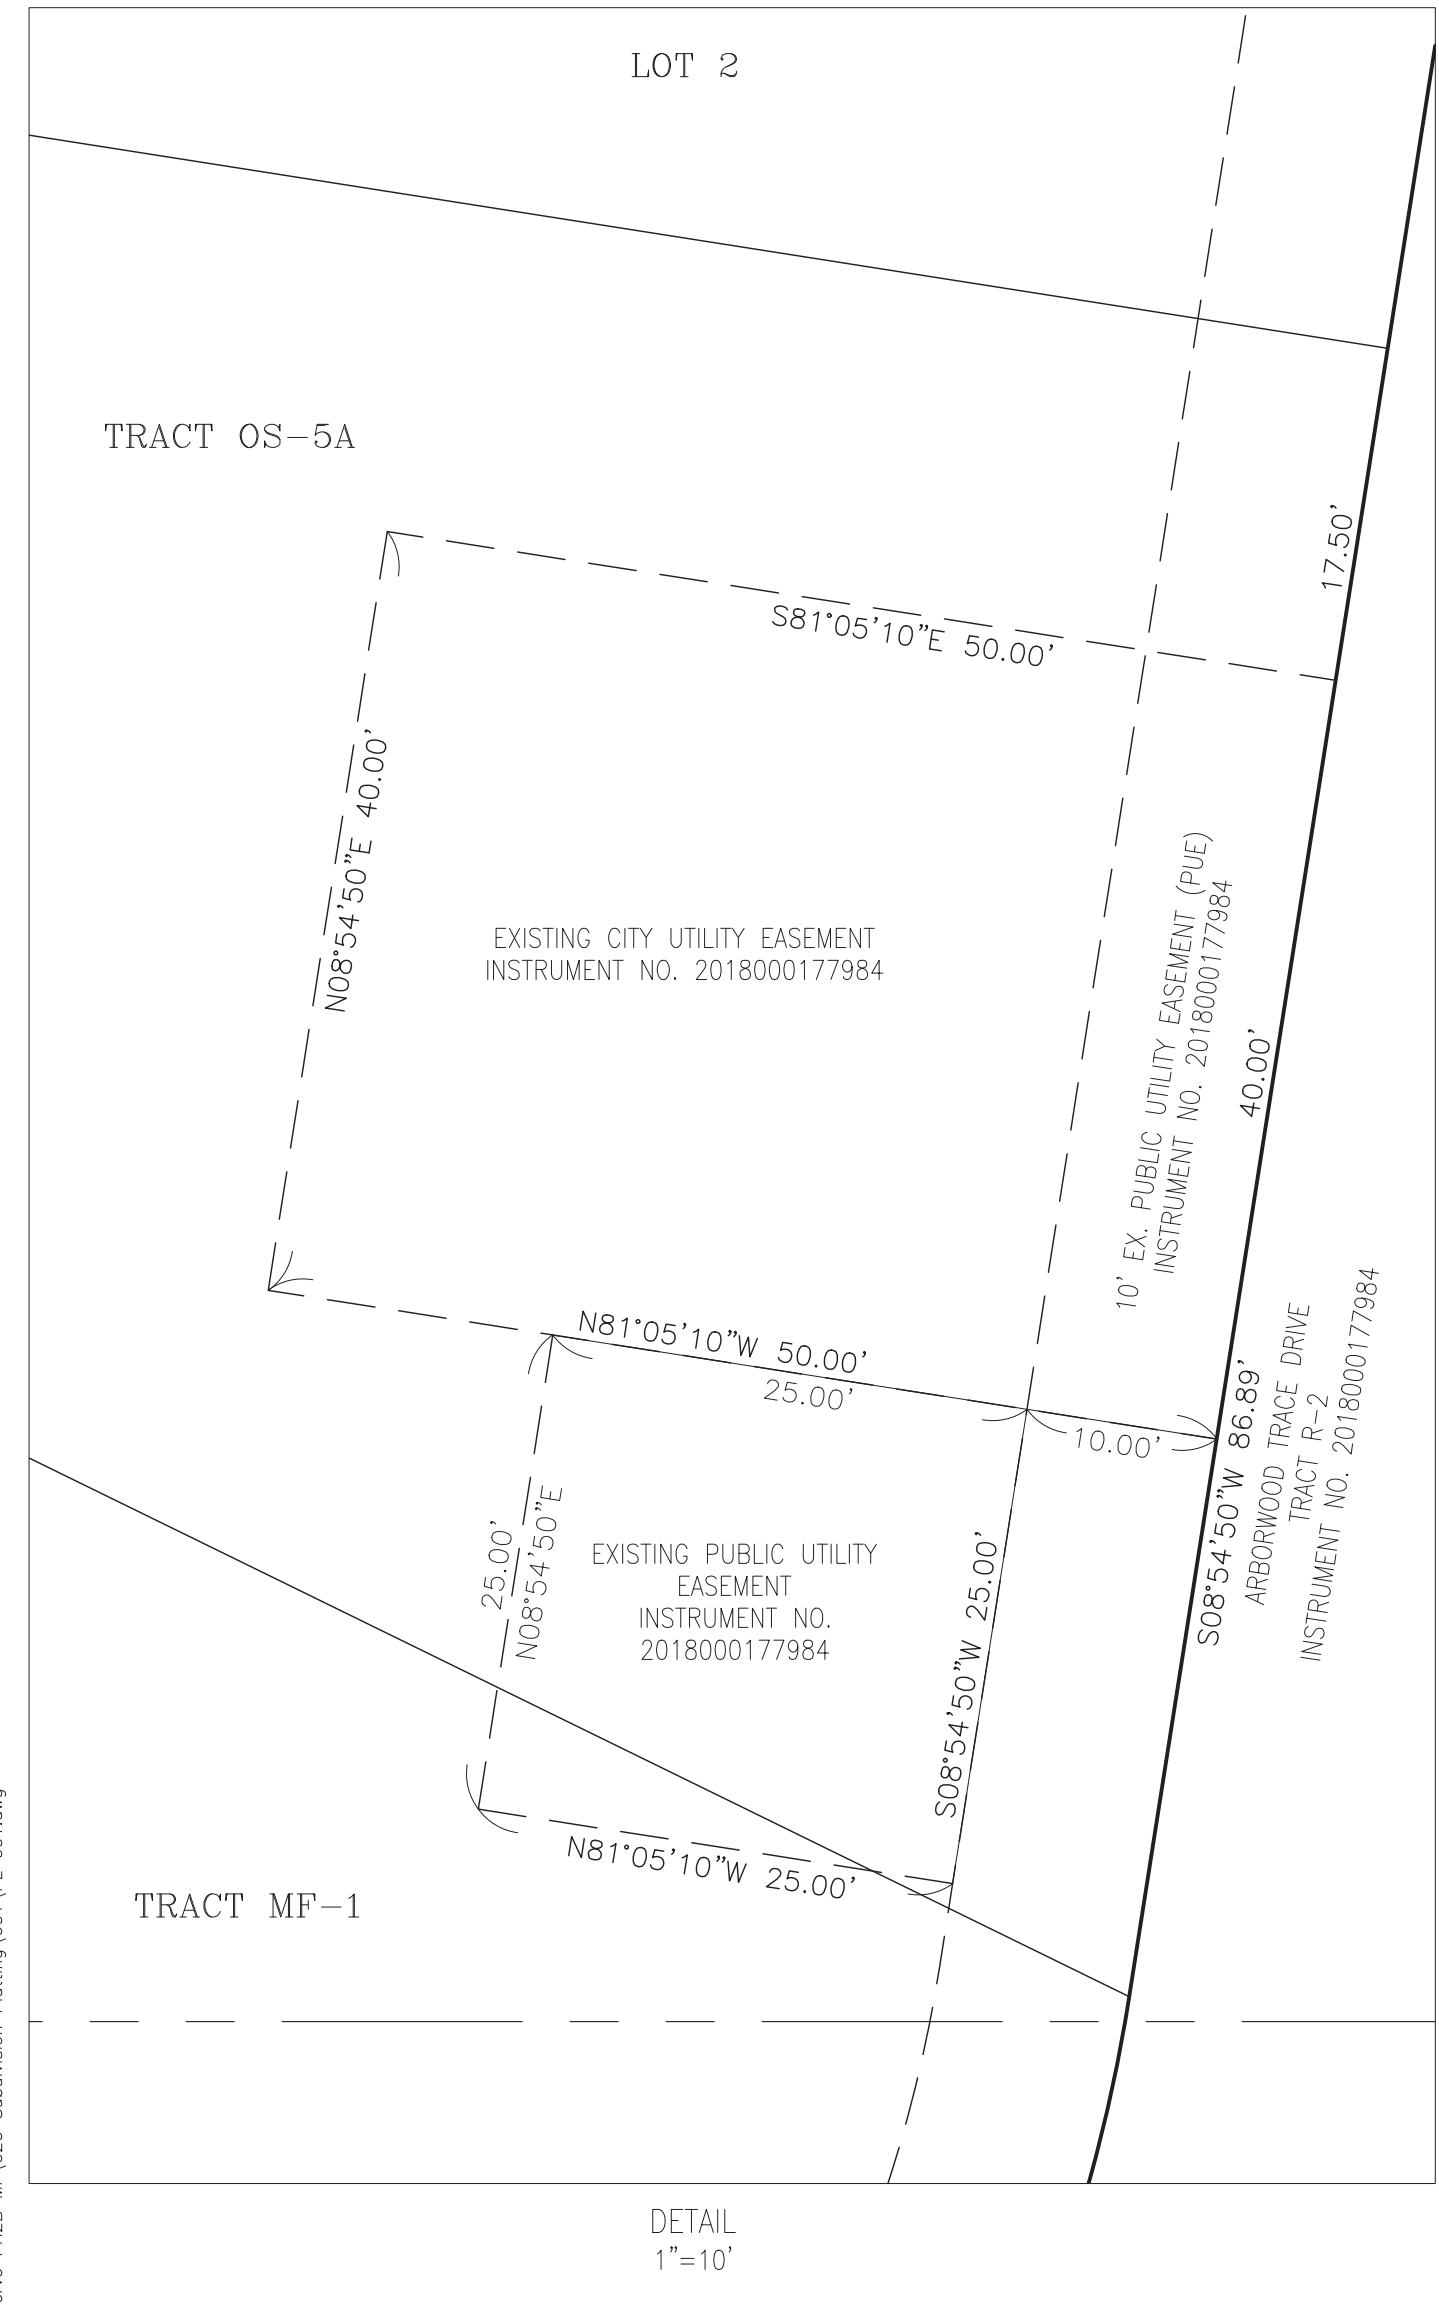 LOT 2
TRACT OS-5A
17.50'
S81°05'10"E 50.00'
N08°54'50"E 40.00'
EXISTING CITY UTILITY EASEMENT
INSTRUMENT NO. 2018000177984
10' EX. PUBLIC UTILITY EASEMENT (PUE)
INSTRUMENT NO. 2018000177984
40.00'
N81°05'10"W 50.00'
25.00'
10.00'
S08°54'50"W 86.89'
ARBORWOOD TRACE DRIVE
TRACT R-2
INSTRUMENT NO. 2018000177984
25.00'
N08°54'50"E
EXISTING PUBLIC UTILITY
EASEMENT
INSTRUMENT NO.
2018000177984
S08°54'50"W 25.00'
N81°05'10"W 25.00'
TRACT MF-1
DETAIL
1"=10'